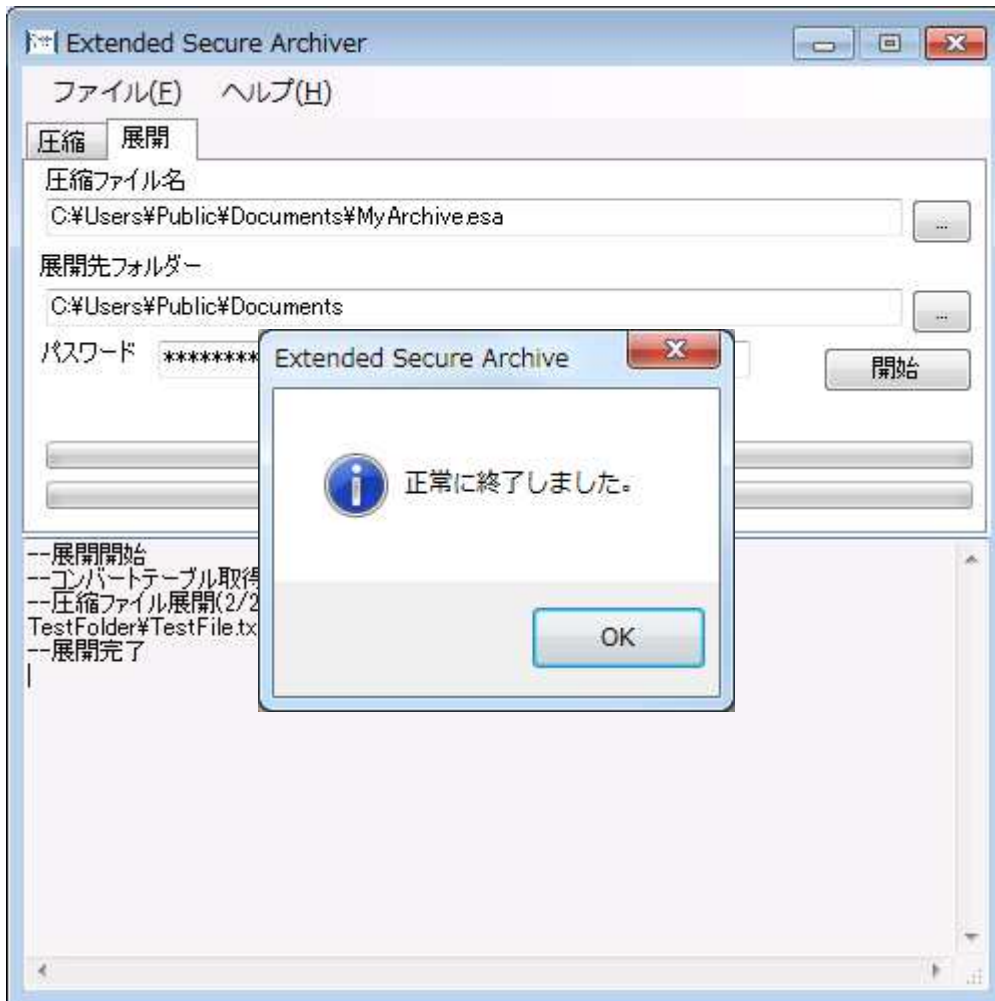 Extended Secure Archiver
ファイル(F) ヘルプ(H)
圧縮 展開
圧縮ファイル名
C:¥Users¥Public¥Documents¥MyArchive.esa
...
展開先フォルダー
C:¥Users¥Public¥Documents
...
パスワード *********
開始
Extended Secure Archive
正常に終了しました。
OK
--展開開始
--コンバートテーブル取得
--圧縮ファイル展開(2/2
TestFolder¥TestFile.tx
--展開完了